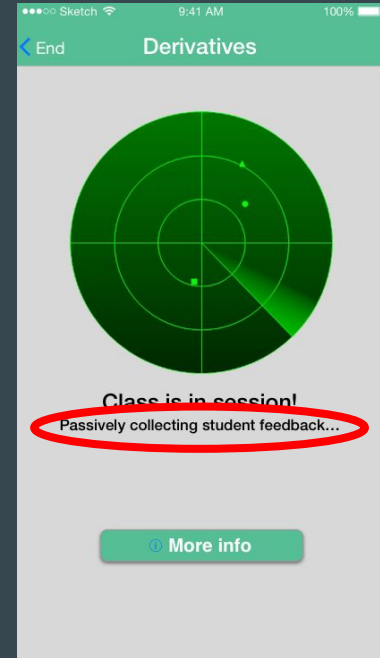 Sketch 9:41 AM 100%
End Derivatives
Class is in session!
Passively collecting student feedback...
More info